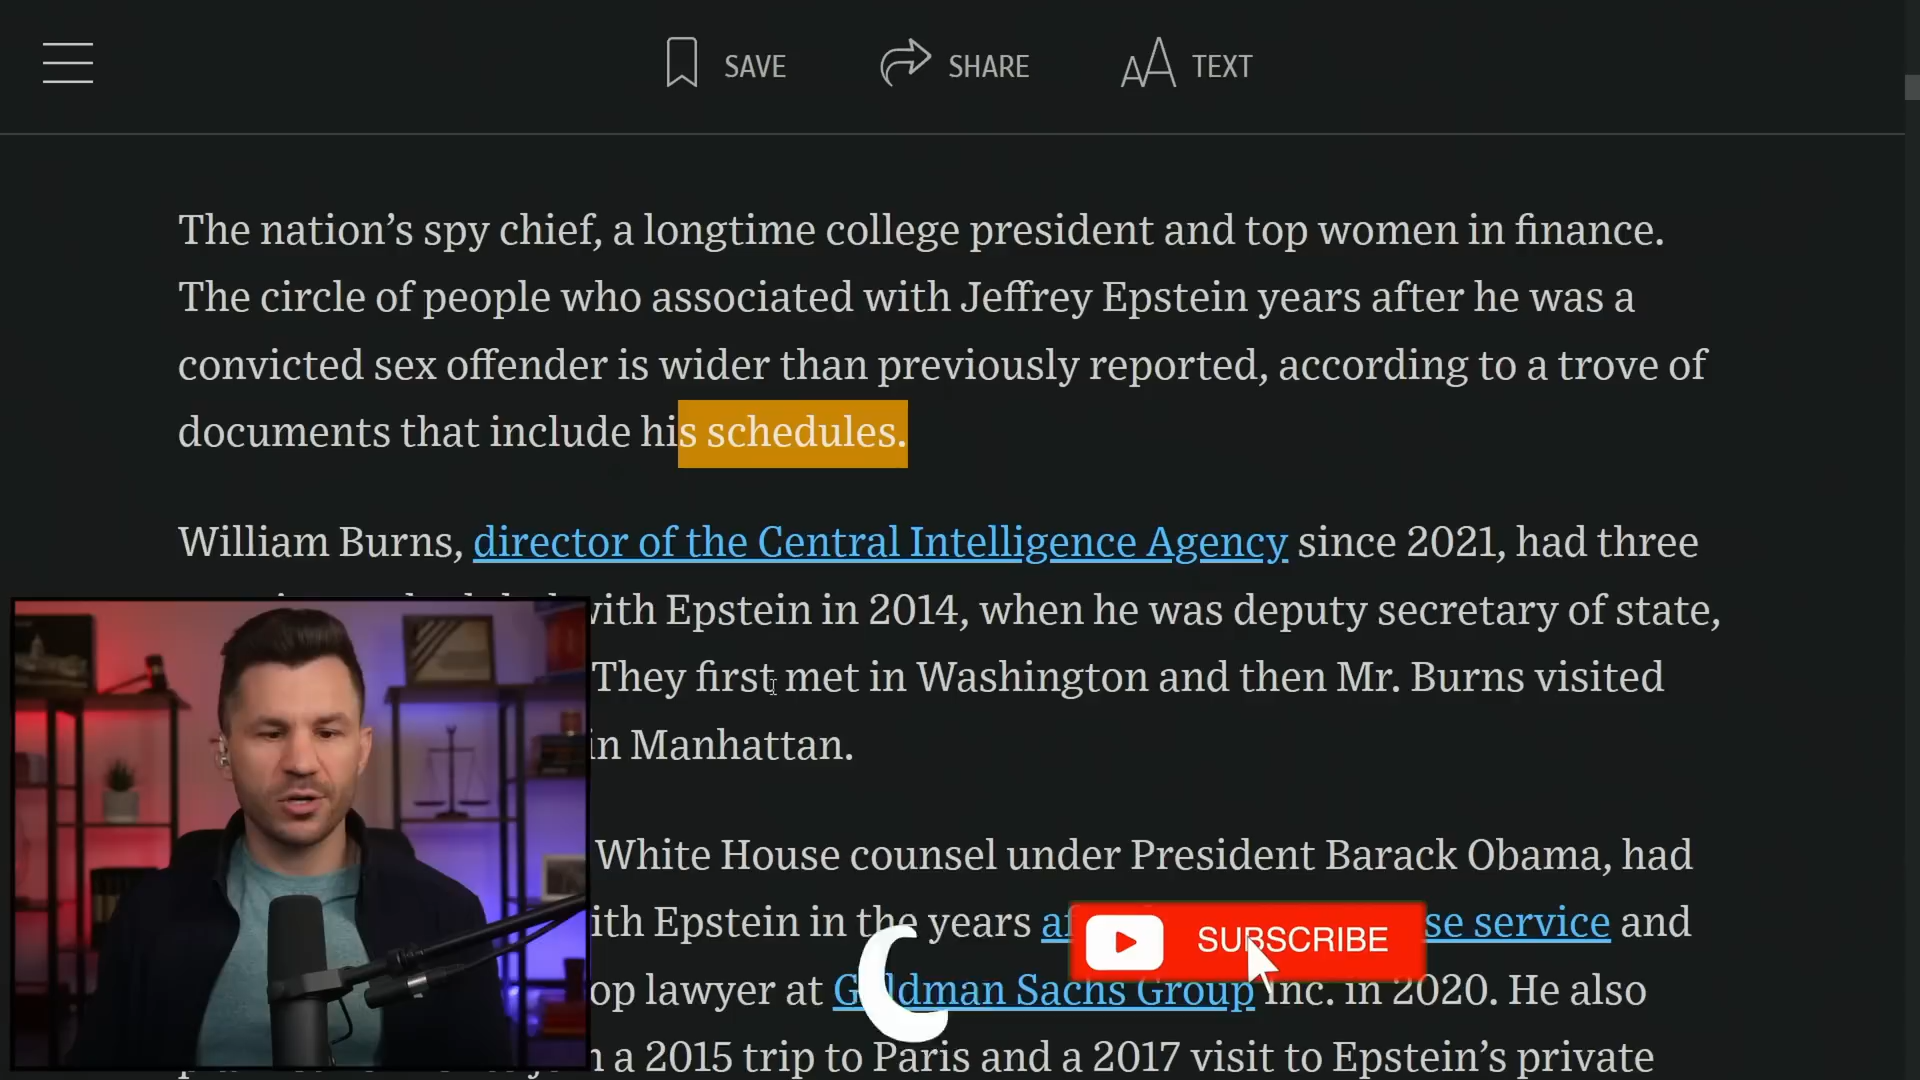 SAVE
SHARE
TEXT
The nation’s spy chief, a longtime college president and top women in finance.
The circle of people who associated with Jeffrey Epstein years after he was a
convicted sex offender is wider than previously reported, according to a trove of
documents that include his schedules.
William Burns, director of the Central Intelligence Agency since 2021, had three
with Epstein in 2014, when he was deputy secretary of state,
They first met in Washington and then Mr. Burns visited
in Manhattan.
White House counsel under President Barack Obama, had
with Epstein in the years se service and
SUBSCRIBE
lawyer at Goldman Sachs Group Inc. in 2020. He also
a 2015 trip to Paris and a 2017 visit to Epstein’s private